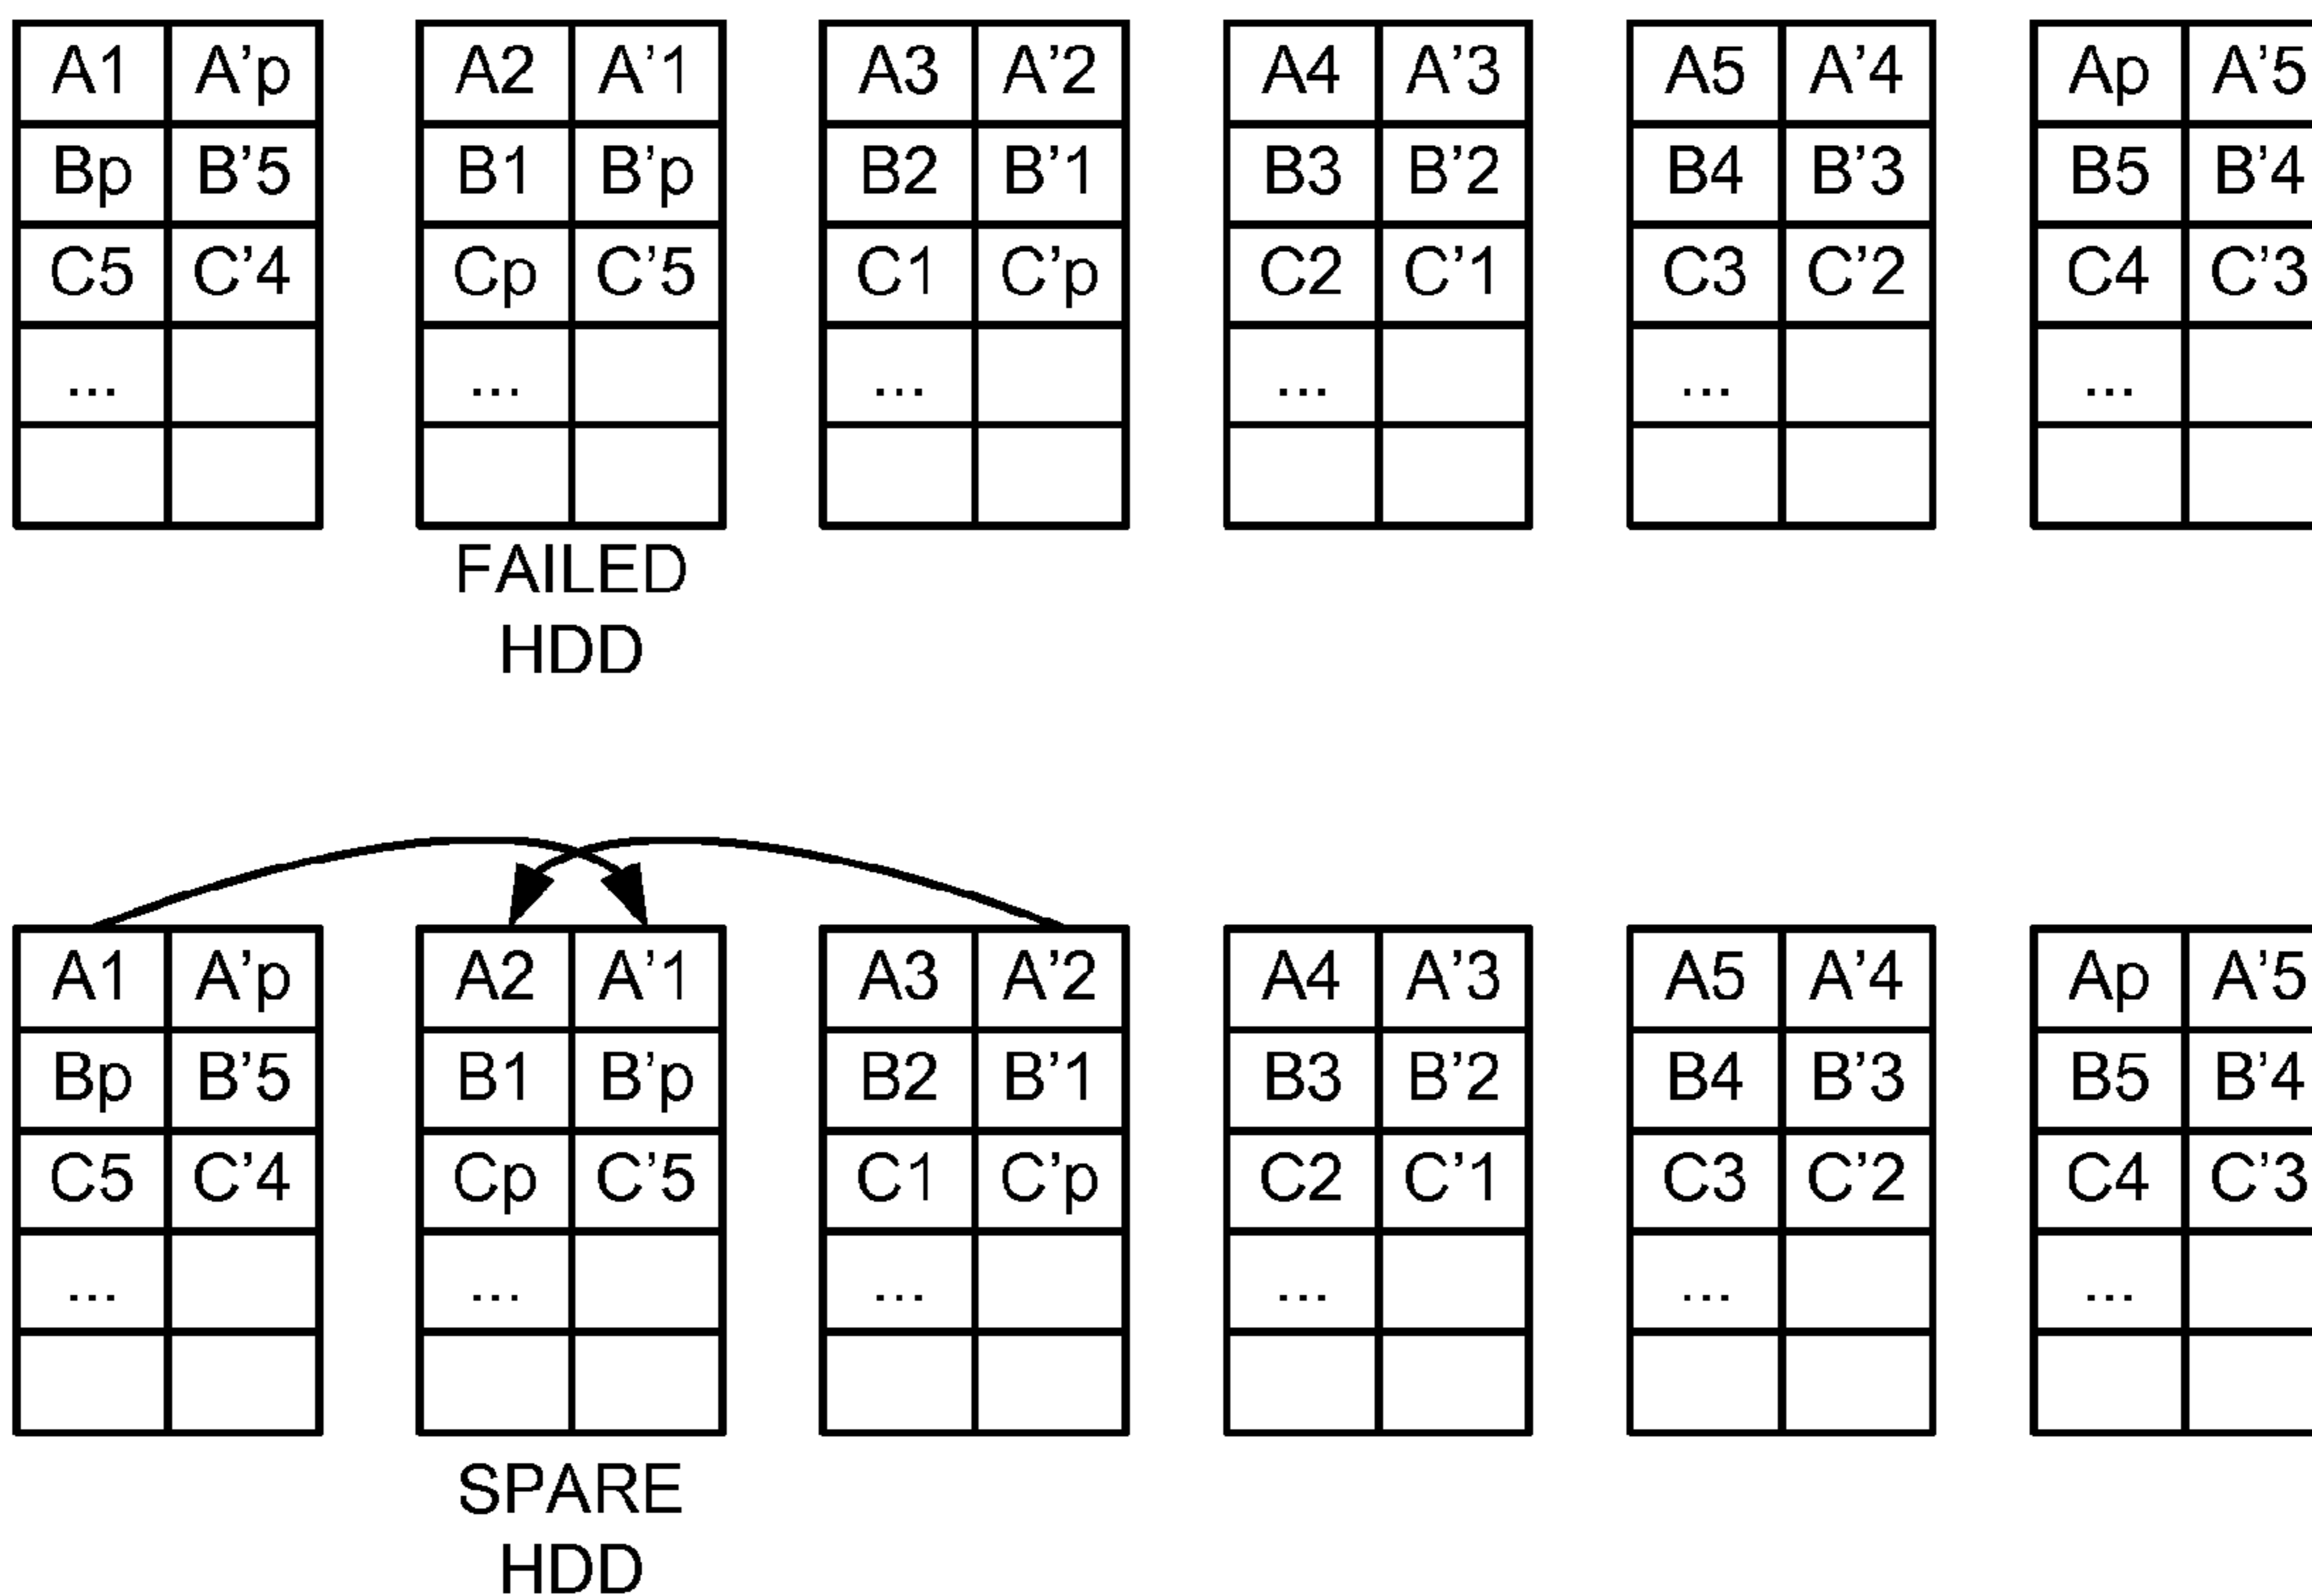 A1 A’p A2 A’1 A3 A’2 A4 A’3 A5 A’4 Ap A’5
Bp B’5 B1 B’p B2 B’1 B3 B’2 B4 B’3 B5 B’4
C5 C’4 Cp C’5 C1 C’p C2 C’1 C3 C’2 C4 C’3
... ... ... ... ... ...
FAILED
HDD
A1 A’p A2 A’1 A3 A’2 A4 A’3 A5 A’4 Ap A’5
Bp B’5 B1 B’p B2 B’1 B3 B’2 B4 B’3 B5 B’4
C5 C’4 Cp C’5 C1 C’p C2 C’1 C3 C’2 C4 C’3
... ... ... ... ... ...
SPARE
HDD